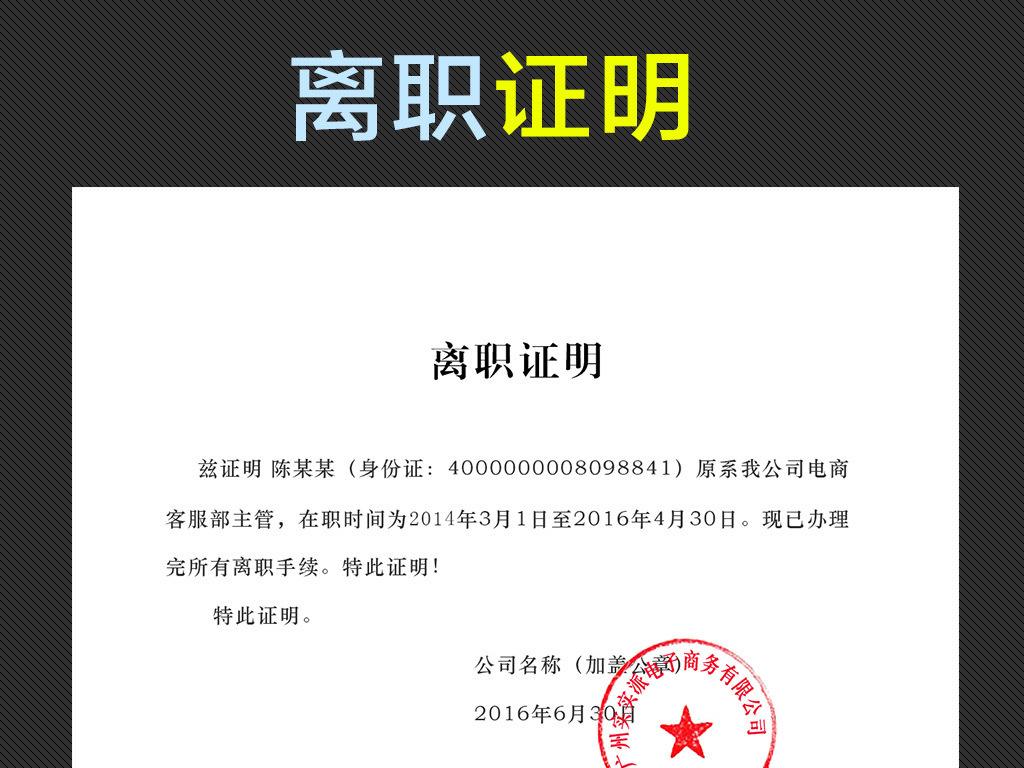 离职证明
离职证明
兹证明 陈某某（身份证：4000000008098841）原系我公司电商
客服部主管，在职时间为2014年3月1日至2016年4月30日。现已办理
完所有离职手续。特此证明！
特此证明。
公司名称（加盖公章）
2016年6月30日
广州实实派电子商务有限公司